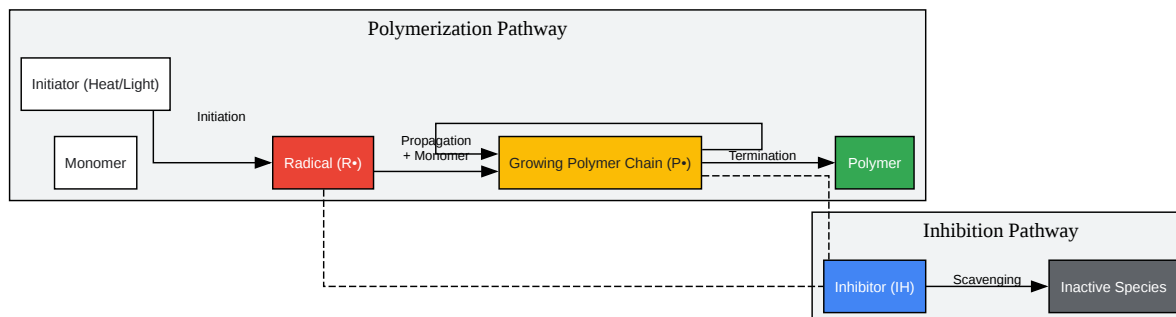 Polymerization Pathway
Initiator (Heat/Light)
Initiation
Monomer
Radical (R•)
Propagation
+ Monomer
Growing Polymer Chain (P•)
Termination
Polymer
Inhibition Pathway
Inhibitor (IH)
Scavenging
Inactive Species